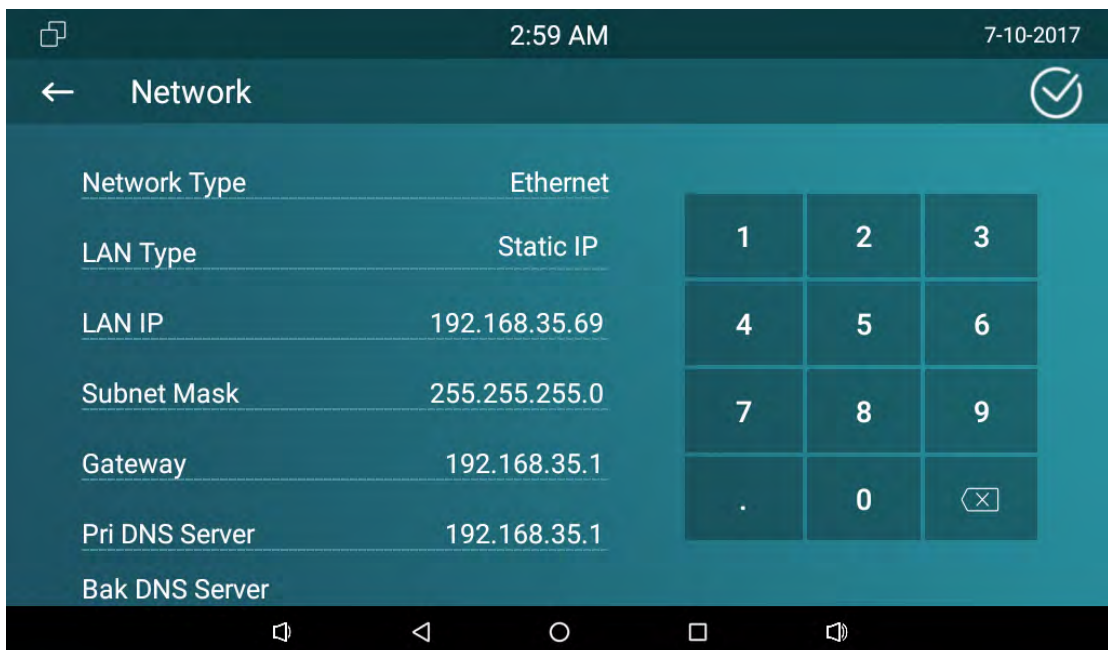 2:59 AM 7-10-2017
Network
Network Type Ethernet
LAN Type Static IP
LAN IP 192.168.35.69
Subnet Mask 255.255.255.0
Gateway 192.168.35.1
Pri DNS Server 192.168.35.1
Bak DNS Server
1 2 3
4 5 6
7 8 9
. 0